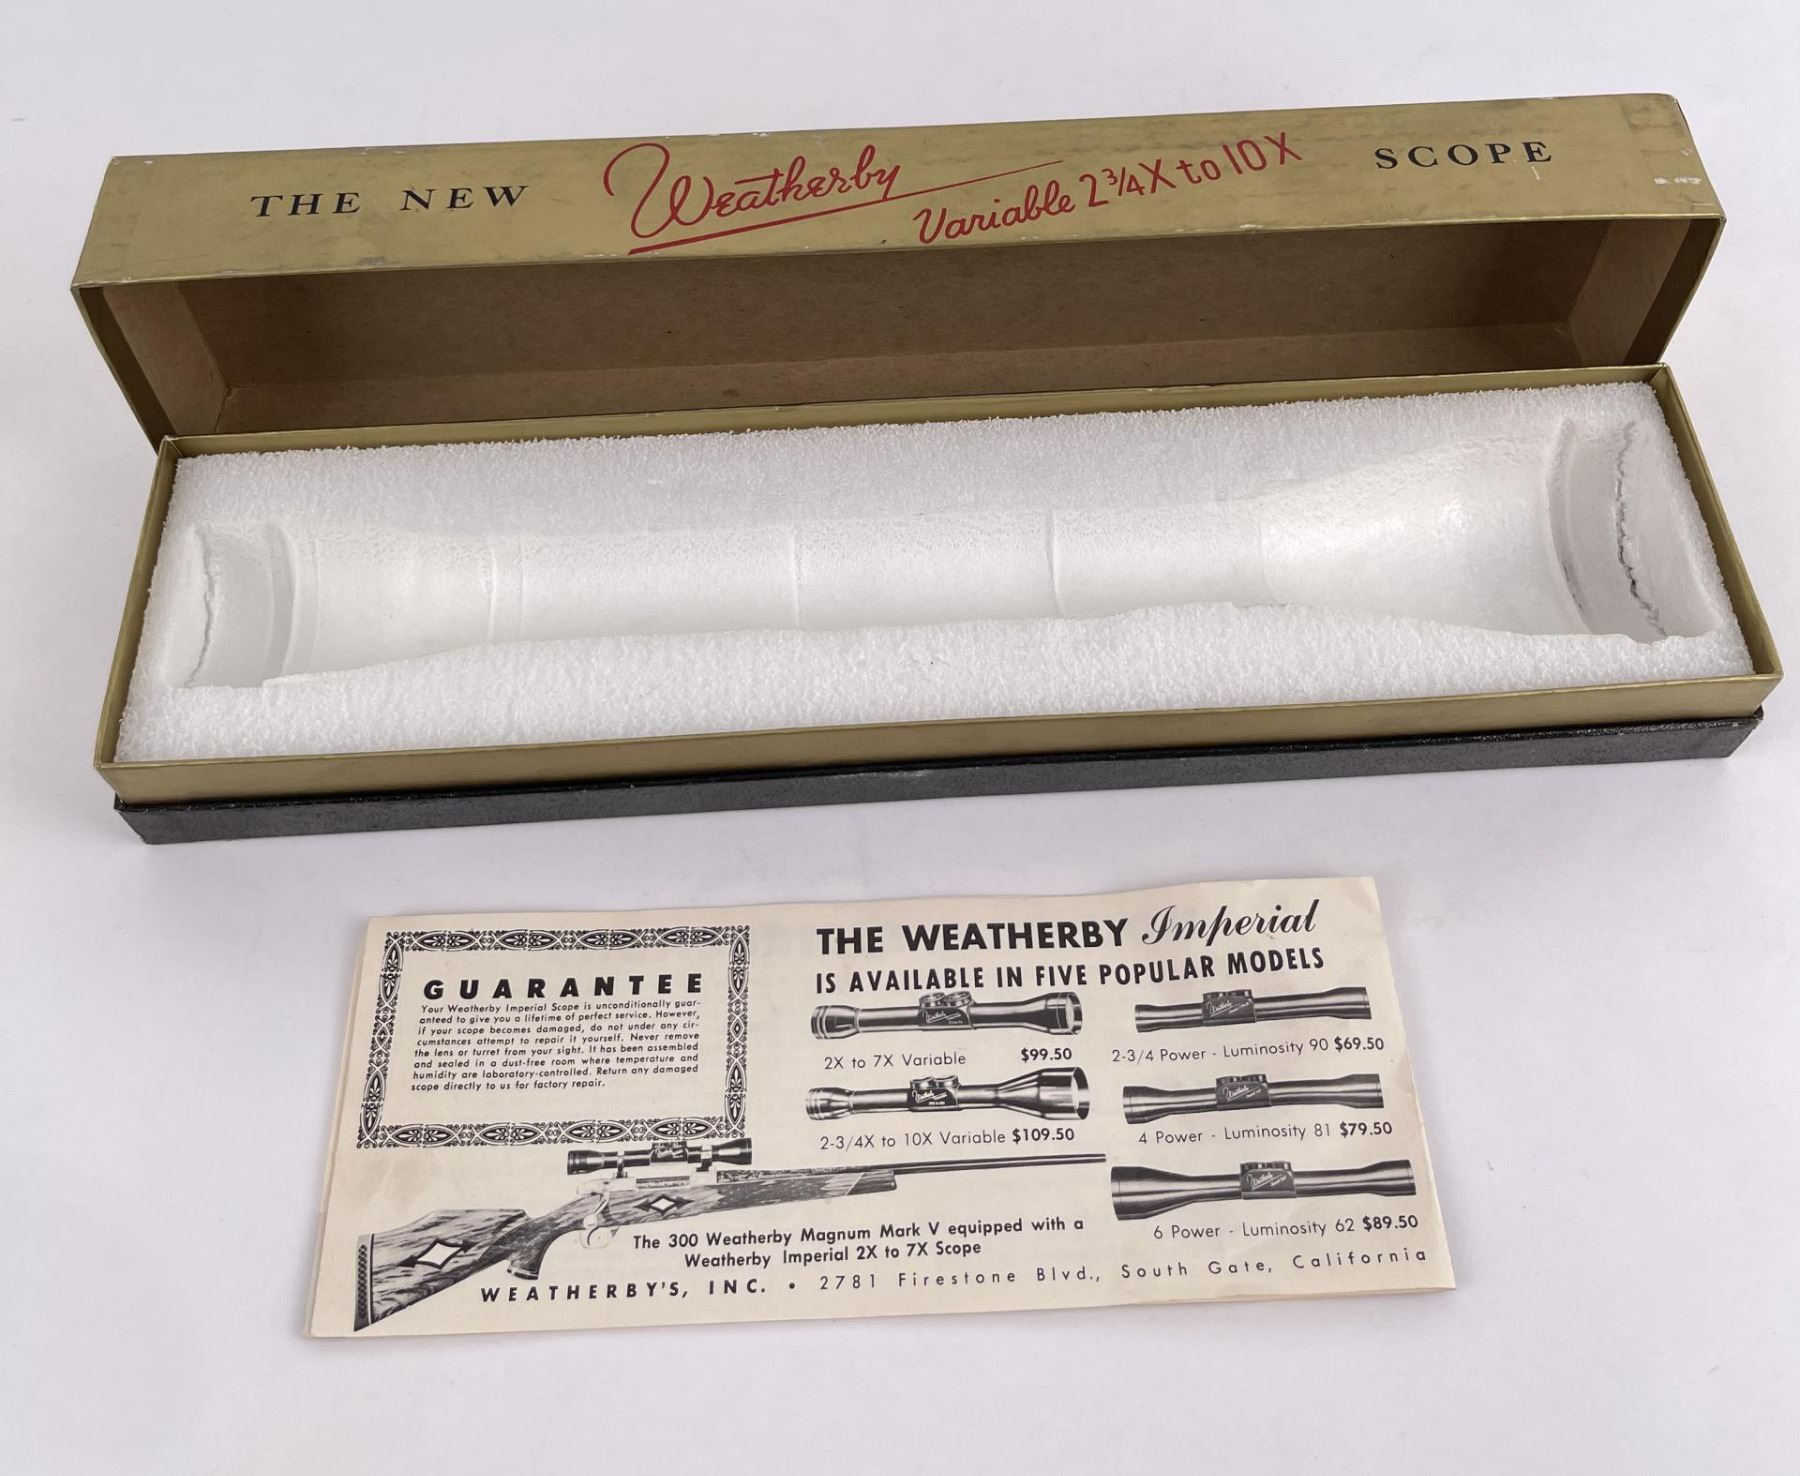 THE NEW Weatherby Variable 2 3/4 X to 10X SCOPE
GUARANTEE
Your Weatherby Imperial Scope is unconditionally guar-
anteed to give you a lifetime of perfect service. However,
if your scope becomes damaged, do not under any cir-
cumstances attempt to repair it yourself. Never remove
the lens or turret from your sight. It has been assembled
and sealed in a dust-free room where temperature and
humidity are laboratory-controlled. Return any damaged
scope directly to us for factory repair.
THE WEATHERBY Imperial
IS AVAILABLE IN FIVE POPULAR MODELS
2X to 7X Variable $99.50
2-3/4 Power - Luminosity 90 $69.50
2-3/4X to 10X Variable $109.50
4 Power - Luminosity 81 $79.50
6 Power - Luminosity 62 $89.50
The 300 Weatherby Magnum Mark V equipped with a
Weatherby Imperial 2X to 7X Scope
WEATHERBY'S, INC. • 2781 Firestone Blvd., South Gate, California